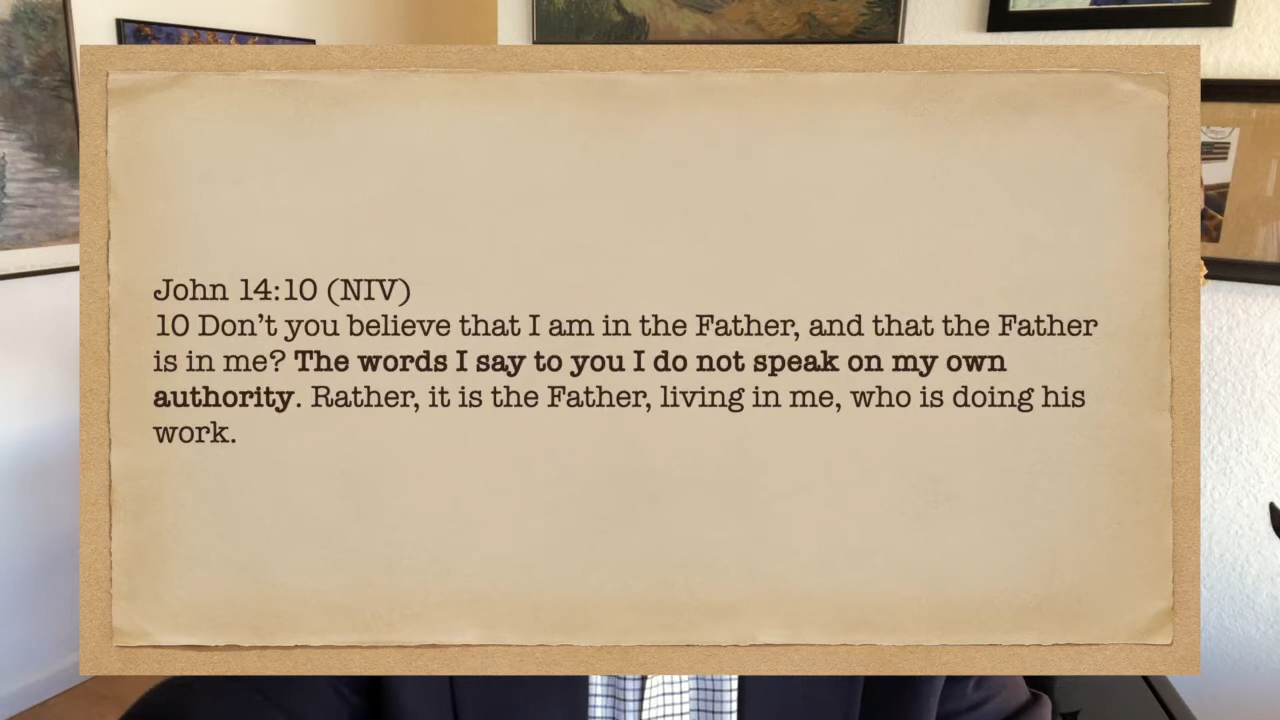 John 14:10 (NIV)
10 Don’t you believe that I am in the Father, and that the Father
is in me? The words I say to you I do not speak on my own
authority. Rather, it is the Father, living in me, who is doing his
work.